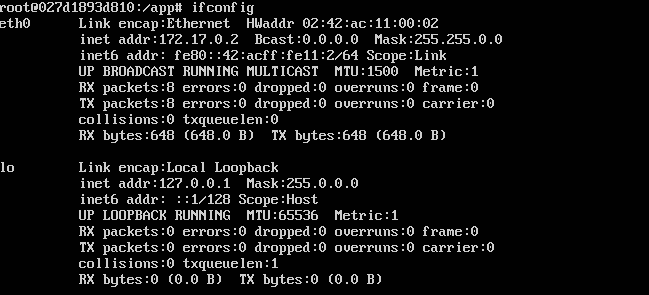 root@027d1893d810:/app# ifconfig
eth0      Link encap:Ethernet  HWaddr 02:42:ac:11:00:02
          inet addr:172.17.0.2  Bcast:0.0.0.0  Mask:255.255.0.0
          inet6 addr: fe80::42:acff:fe11:2/64 Scope:Link
          UP BROADCAST RUNNING MULTICAST  MTU:1500  Metric:1
          RX packets:8 errors:0 dropped:0 overruns:0 frame:0
          TX packets:8 errors:0 dropped:0 overruns:0 carrier:0
          collisions:0 txqueuelen:0
          RX bytes:648 (648.0 B)  TX bytes:648 (648.0 B)
lo        Link encap:Local Loopback
          inet addr:127.0.0.1  Mask:255.0.0.0
          inet6 addr: ::1/128 Scope:Host
          UP LOOPBACK RUNNING  MTU:65536  Metric:1
          RX packets:0 errors:0 dropped:0 overruns:0 frame:0
          TX packets:0 errors:0 dropped:0 overruns:0 carrier:0
          collisions:0 txqueuelen:1
          RX bytes:0 (0.0 B)  TX bytes:0 (0.0 B)